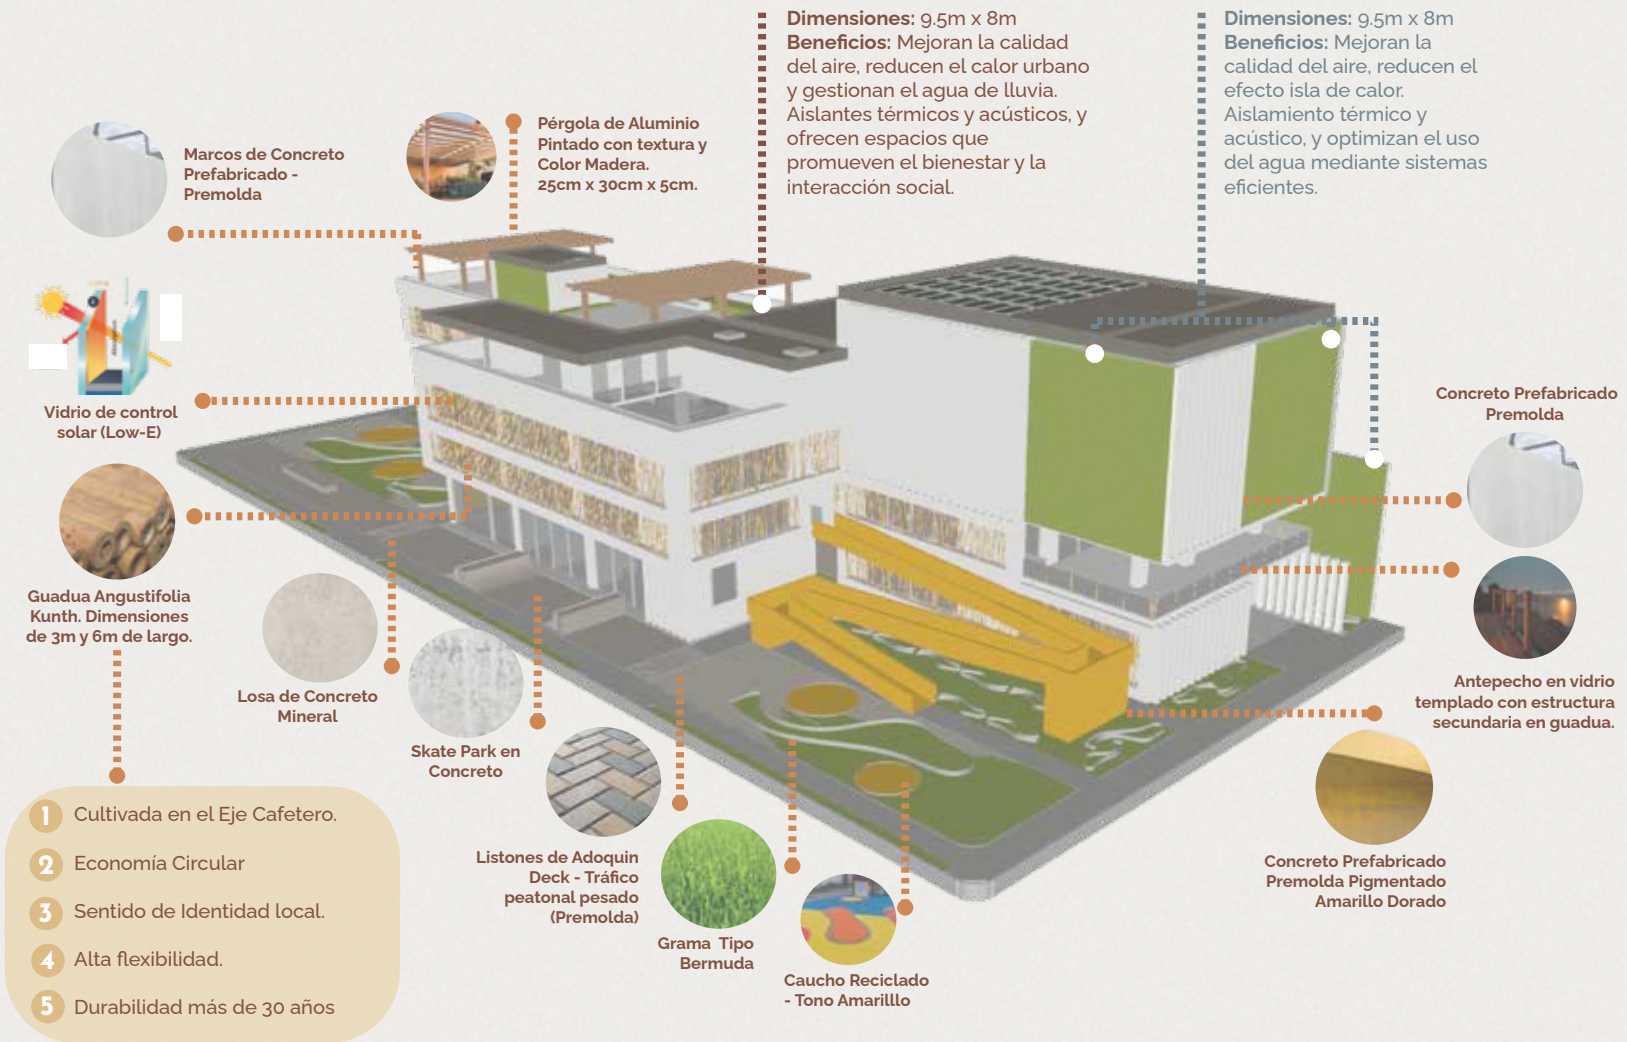 Dimensiones: 9.5m x 8m
Beneficios: Mejoran la calidad
del aire, reducen el calor urbano
y gestionan el agua de lluvia.
Aislantes térmicos y acústicos, y
ofrecen espacios que
promueven el bienestar y la
interacción social.
Dimensiones: 9.5m x 8m
Beneficios: Mejoran la
calidad del aire, reducen el
efecto isla de calor.
Aislamiento térmico y
acústico, y optimizan el uso
del agua mediante sistemas
eficientes.
Marcos de Concreto
Prefabricado -
Premolda
Pérgola de Aluminio
Pintado con textura y
Color Madera.
25cm x 30cm x 5cm.
Vidrio de control
solar (Low-E)
Guadua Angustifolia
Kunth. Dimensiones
de 3m y 6m de largo.
Losa de Concreto
Mineral
Skate Park en
Concreto
Listones de Adoquin
Deck - Tráfico
peatonal pesado
(Premolda)
Grama Tipo
Bermuda
Caucho Reciclado
- Tono Amarilllo
Concreto Prefabricado
Premolda
Antepecho en vidrio
templado con estructura
secundaria en guadua.
Concreto Prefabricado
Premolda Pigmentado
Amarillo Dorado
1 Cultivada en el Eje Cafetero.
2 Economía Circular
3 Sentido de Identidad local.
4 Alta flexibilidad.
5 Durabilidad más de 30 años